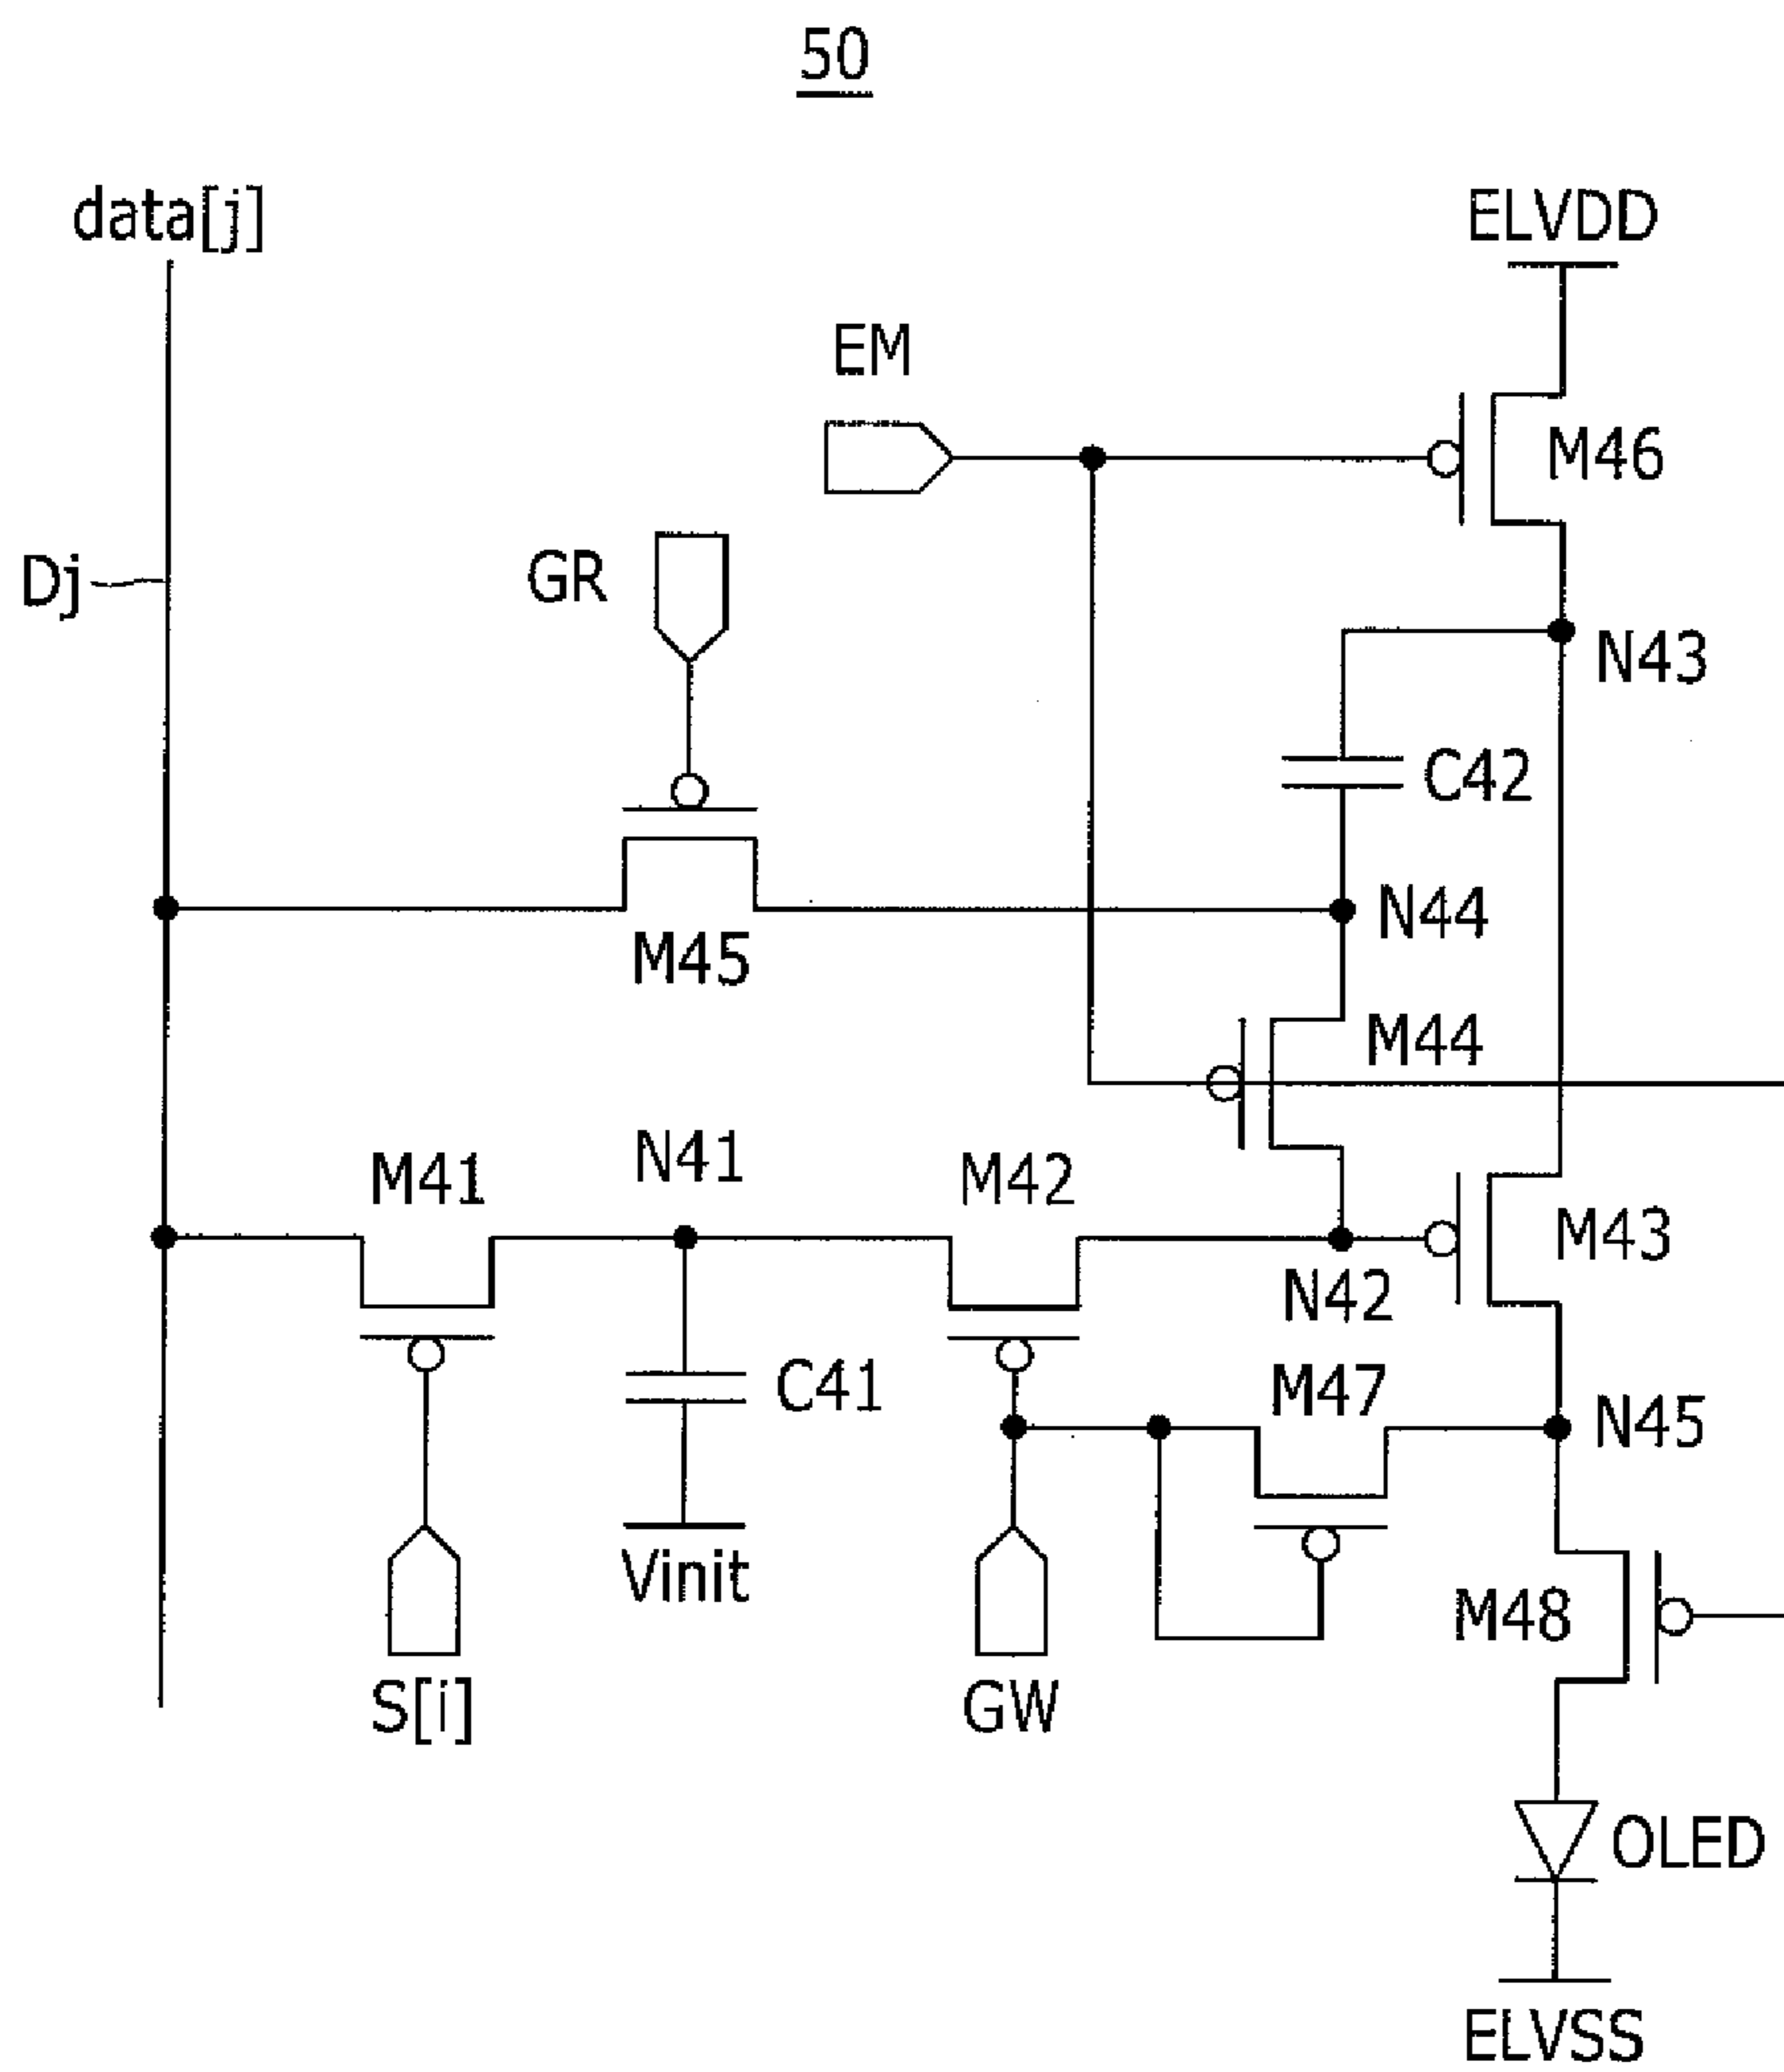 50
data[j]
ELVDD
EM
M46
Dj
GR
N43
C42
N44
M45
M44
M41
N41
M42
M43
N42
C41
M47
N45
Vinit
M48
S[i]
GW
OLED
ELVSS